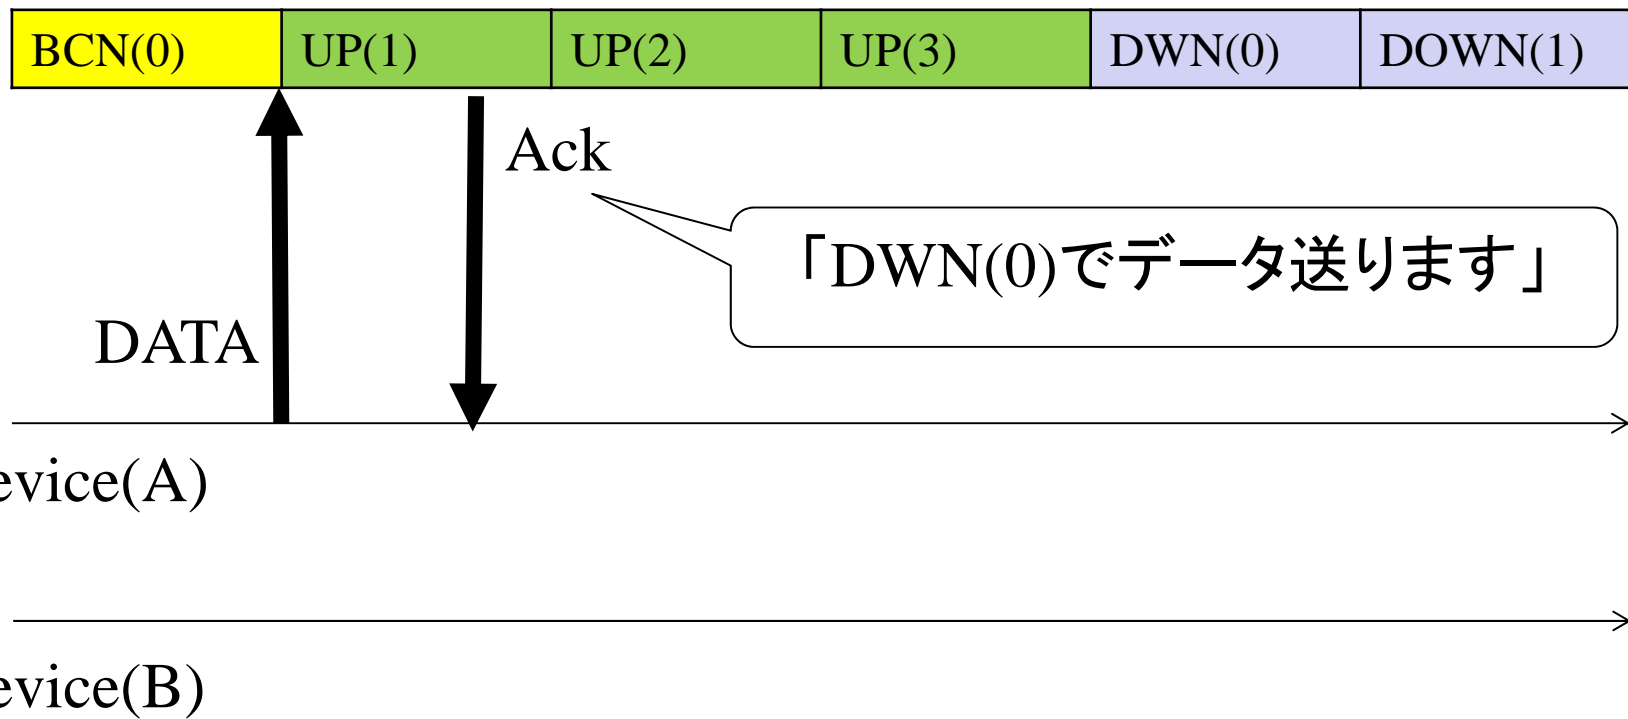 BCN(0) UP(1) UP(2) UP(3) DWN(0) DOWN(1)
Ack
「DWN(0)でデータ送ります」
DATA
evice(A)
evice(B)